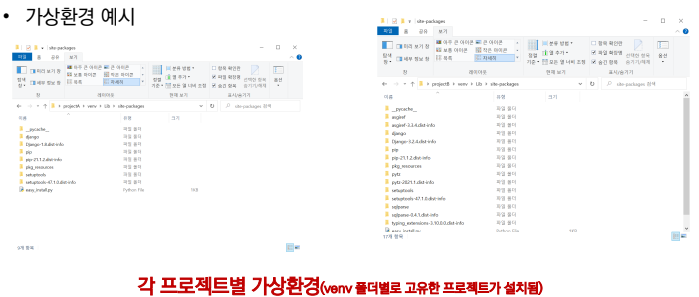 • 가상환경 예시
site-packages
파일 홈 공유 보기
탐색 창
미리 보기 창
세부 정보 창
아주 큰 아이콘 큰 아이콘
보통 아이콘 작은 아이콘
목록 자세히
정렬 기준
분류 방법
열 추가
모든 열 너비 조정
항목 확인란
파일 확장명
숨긴 항목
선택한 항목 숨기기/해제
옵션
창 레이아웃 현재 보기 표시/숨기기
projectA > venv > Lib > site-packages
site-packages 검색
이름 유형 크기
__pycache__ 파일 폴더
django 파일 폴더
Django-1.8.dist-info 파일 폴더
pip 파일 폴더
pip-21.1.2.dist-info 파일 폴더
pkg_resources 파일 폴더
setuptools 파일 폴더
setuptools-47.1.0.dist-info 파일 폴더
easy_install.py Python File 1KB
9개 항목
site-packages
파일 홈 공유 보기
탐색 창
미리 보기 창
세부 정보 창
아주 큰 아이콘 큰 아이콘
보통 아이콘 작은 아이콘
목록 자세히
정렬 기준
분류 방법
열 추가
모든 열 너비 조정
항목 확인란
파일 확장명
숨긴 항목
선택한 항목 숨기기/해제
옵션
창 레이아웃 현재 보기 표시/숨기기
projectB > venv > Lib > site-packages
site-packages 검색
이름 유형 크기
__pycache__ 파일 폴더
asgiref 파일 폴더
asgiref-3.3.4.dist-info 파일 폴더
django 파일 폴더
Django-3.2.4.dist-info 파일 폴더
pip 파일 폴더
pip-21.1.2.dist-info 파일 폴더
pkg_resources 파일 폴더
pytz 파일 폴더
pytz-2021.1.dist-info 파일 폴더
setuptools 파일 폴더
setuptools-47.1.0.dist-info 파일 폴더
sqlparse 파일 폴더
sqlparse-0.4.1.dist-info 파일 폴더
typing_extensions-3.10.0.0.dist-info 파일 폴더
easy_install.py Python File 1KB
17개 항목
각 프로젝트별 가상환경(venv 폴더별로 고유한 프로젝트가 설치됨)